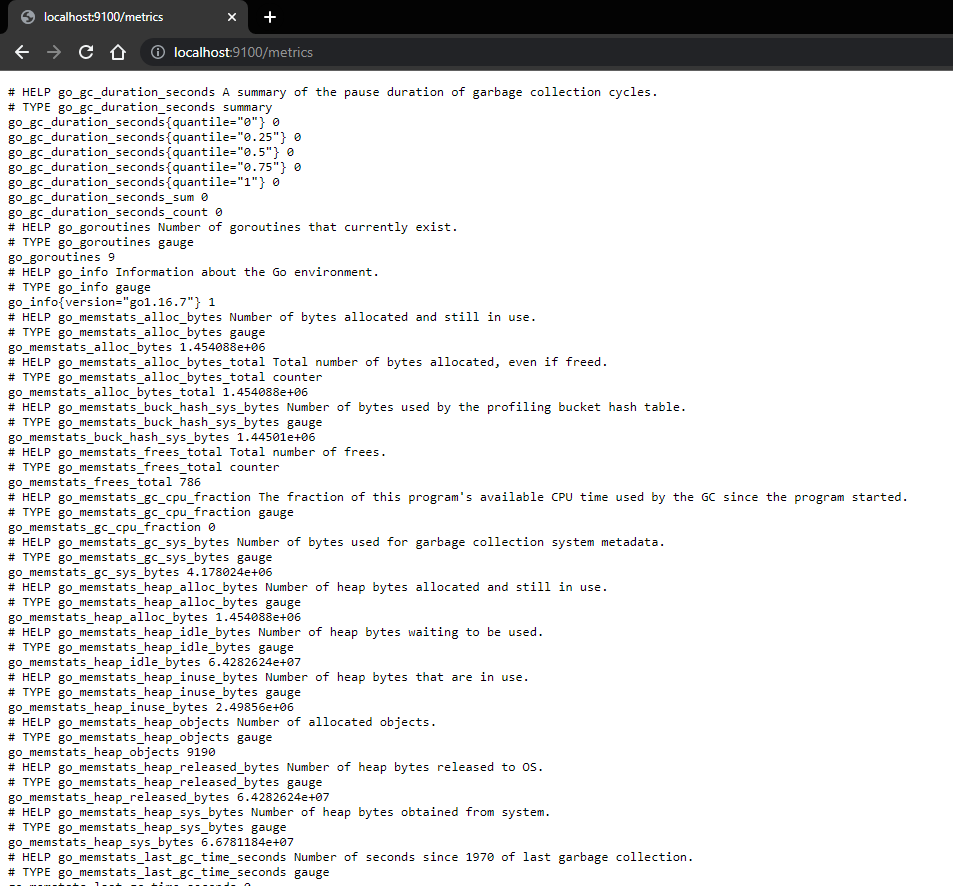 localhost:9100/metrics
localhost:9100/metrics
# HELP go_gc_duration_seconds A summary of the pause duration of garbage collection cycles.
# TYPE go_gc_duration_seconds summary
go_gc_duration_seconds{quantile="0"} 0
go_gc_duration_seconds{quantile="0.25"} 0
go_gc_duration_seconds{quantile="0.5"} 0
go_gc_duration_seconds{quantile="0.75"} 0
go_gc_duration_seconds{quantile="1"} 0
go_gc_duration_seconds_sum 0
go_gc_duration_seconds_count 0
# HELP go_goroutines Number of goroutines that currently exist.
# TYPE go_goroutines gauge
go_goroutines 9
# HELP go_info Information about the Go environment.
# TYPE go_info gauge
go_info{version="go1.16.7"} 1
# HELP go_memstats_alloc_bytes Number of bytes allocated and still in use.
# TYPE go_memstats_alloc_bytes gauge
go_memstats_alloc_bytes 1.454088e+06
# HELP go_memstats_alloc_bytes_total Total number of bytes allocated, even if freed.
# TYPE go_memstats_alloc_bytes_total counter
go_memstats_alloc_bytes_total 1.454088e+06
# HELP go_memstats_buck_hash_sys_bytes Number of bytes used by the profiling bucket hash table.
# TYPE go_memstats_buck_hash_sys_bytes gauge
go_memstats_buck_hash_sys_bytes 1.44501e+06
# HELP go_memstats_frees_total Total number of frees.
# TYPE go_memstats_frees_total counter
go_memstats_frees_total 786
# HELP go_memstats_gc_cpu_fraction The fraction of this program's available CPU time used by the GC since the program started.
# TYPE go_memstats_gc_cpu_fraction gauge
go_memstats_gc_cpu_fraction 0
# HELP go_memstats_gc_sys_bytes Number of bytes used for garbage collection system metadata.
# TYPE go_memstats_gc_sys_bytes gauge
go_memstats_gc_sys_bytes 4.178024e+06
# HELP go_memstats_heap_alloc_bytes Number of heap bytes allocated and still in use.
# TYPE go_memstats_heap_alloc_bytes gauge
go_memstats_heap_alloc_bytes 1.454088e+06
# HELP go_memstats_heap_idle_bytes Number of heap bytes waiting to be used.
# TYPE go_memstats_heap_idle_bytes gauge
go_memstats_heap_idle_bytes 6.4282624e+07
# HELP go_memstats_heap_inuse_bytes Number of heap bytes that are in use.
# TYPE go_memstats_heap_inuse_bytes gauge
go_memstats_heap_inuse_bytes 2.49856e+06
# HELP go_memstats_heap_objects Number of allocated objects.
# TYPE go_memstats_heap_objects gauge
go_memstats_heap_objects 9190
# HELP go_memstats_heap_released_bytes Number of heap bytes released to OS.
# TYPE go_memstats_heap_released_bytes gauge
go_memstats_heap_released_bytes 6.4282624e+07
# HELP go_memstats_heap_sys_bytes Number of heap bytes obtained from system.
# TYPE go_memstats_heap_sys_bytes gauge
go_memstats_heap_sys_bytes 6.6781184e+07
# HELP go_memstats_last_gc_time_seconds Number of seconds since 1970 of last garbage collection.
# TYPE go_memstats_last_gc_time_seconds gauge